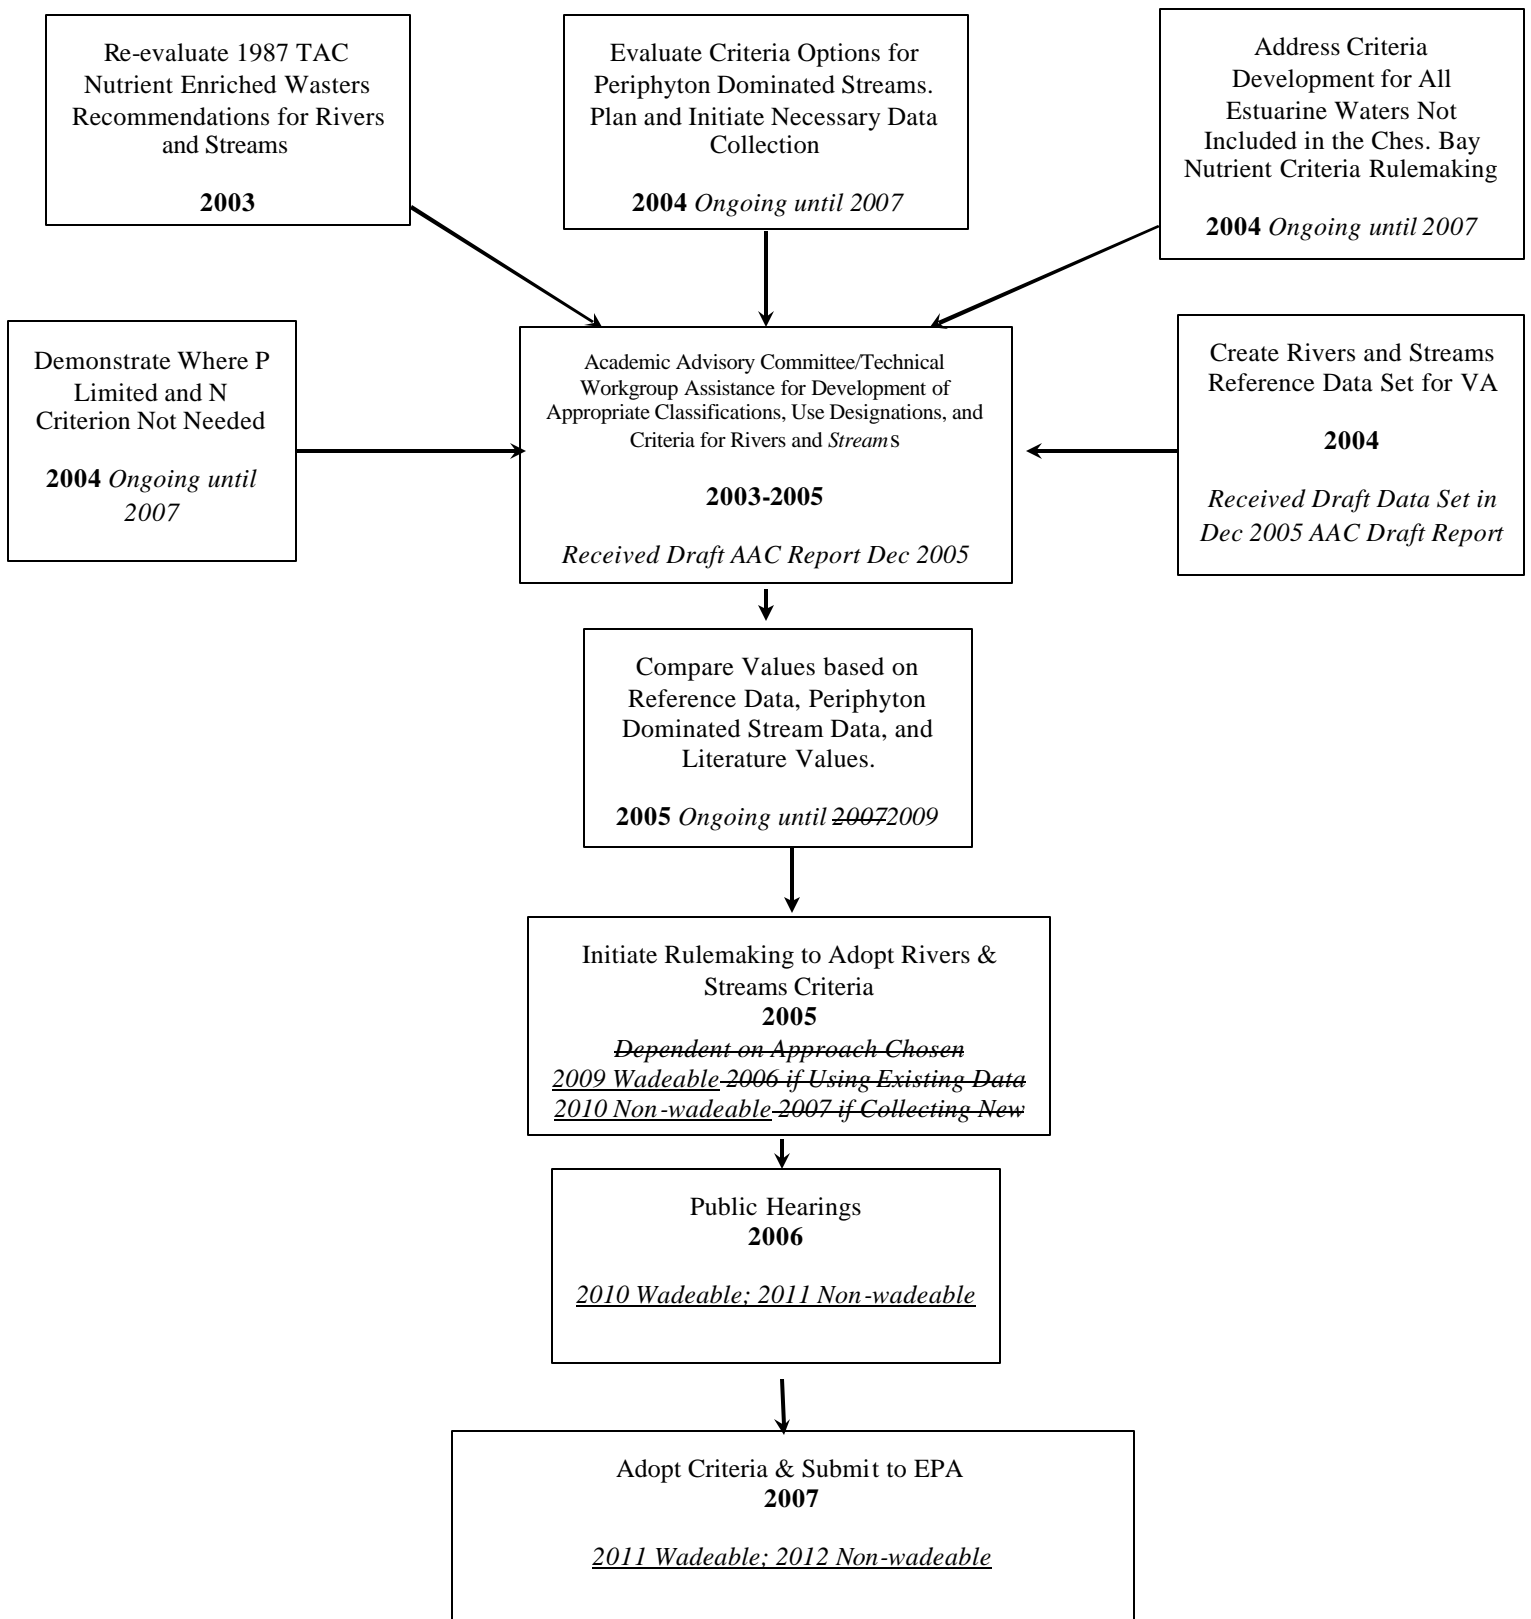 Re-evaluate 1987 TAC
Nutrient Enriched Wasters
Recommendations for Rivers
and Streams
2003
Evaluate Criteria Options for
Periphyton Dominated Streams.
Plan and Initiate Necessary Data
Collection
2004 Ongoing until 2007
Address Criteria
Development for All
Estuarine Waters Not
Included in the Ches. Bay
Nutrient Criteria Rulemaking
2004 Ongoing until 2007
Demonstrate Where P
Limited and N
Criterion Not Needed
2004 Ongoing until
2007
Academic Advisory Committee/Technical
Workgroup Assistance for Development of
Appropriate Classifications, Use Designations, and
Criteria for Rivers and Streams
2003-2005
Received Draft AAC Report Dec 2005
Create Rivers and Streams
Reference Data Set for VA
2004
Received Draft Data Set in
Dec 2005 AAC Draft Report
Compare Values based on
Reference Data, Periphyton
Dominated Stream Data, and
Literature Values.
2005 Ongoing until 20072009
Initiate Rulemaking to Adopt Rivers &
Streams Criteria
2005
Dependent on Approach Chosen
2009 Wadeable 2006 if Using Existing Data
2010 Non-wadeable 2007 if Collecting New
Public Hearings
2006
2010 Wadeable; 2011 Non-wadeable
Adopt Criteria & Submit to EPA
2007
2011 Wadeable; 2012 Non-wadeable